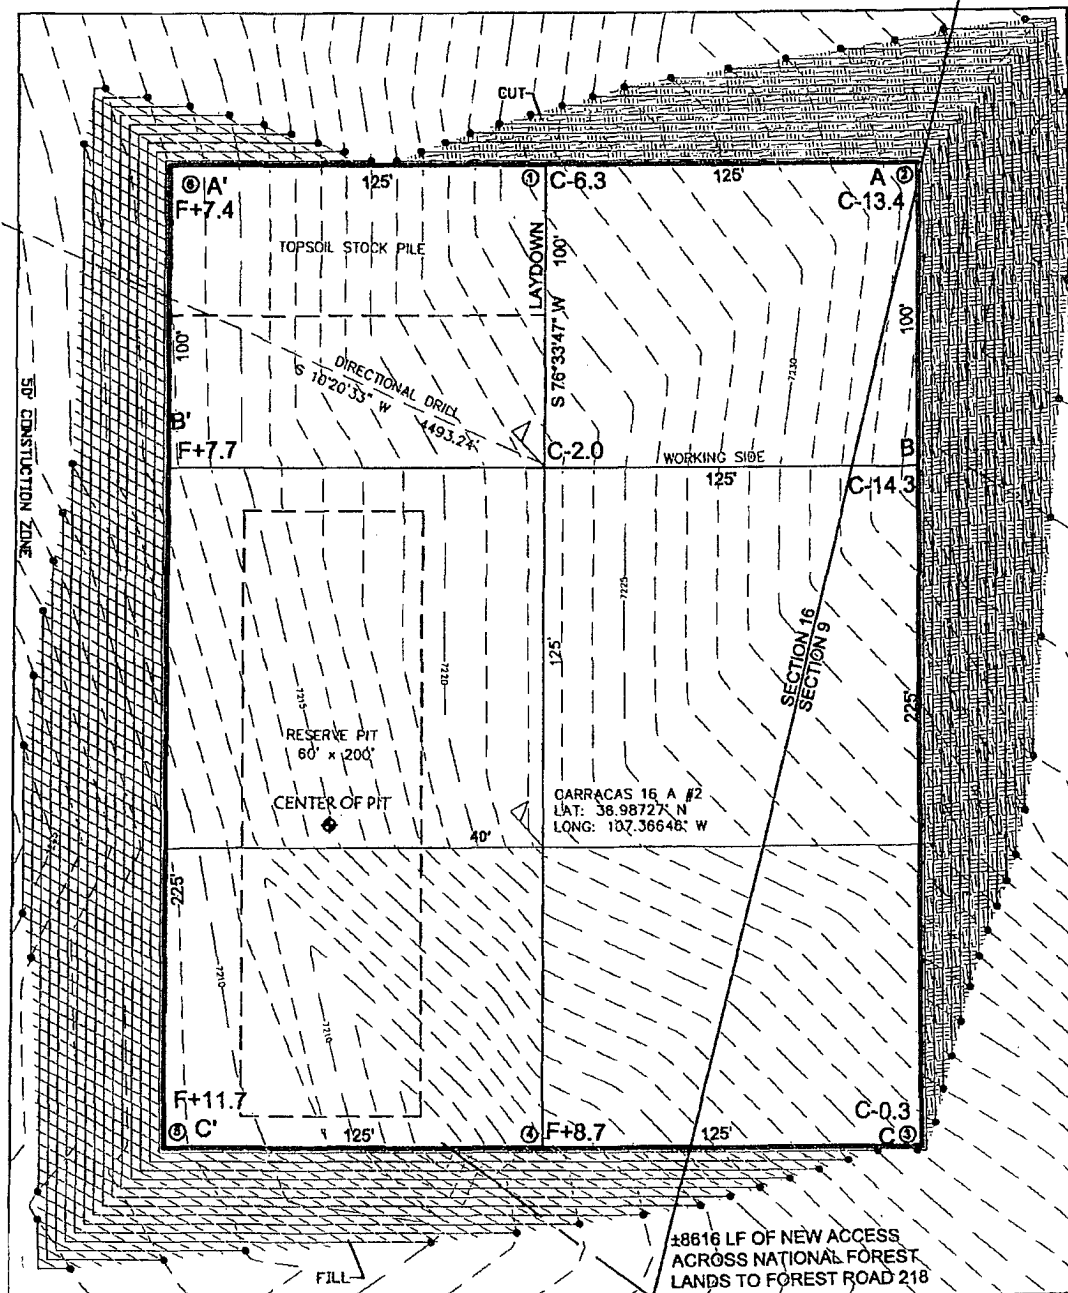 CUT
⑥ A'
F+7.4
125'
①
C-6.3
125'
A ②
C-13.4
TOPSOIL STOCK PILE
LAYDOWN
100'
S 76°33'47" W
100'
100'
7230
DIRECTIONAL DRILL
S 10°20'33" W
4493.24'
50' CONSTUCTION ZONE
B'
F+7.7
C-2.0
WORKING SIDE
125'
B
C-14.3
7225
125'
SECTION 16
SECTION 9
225'
7220
7215
RESERVE PIT
60' x 200'
CENTER OF PIT
CARRACAS 16 A #2
LAT: 36.98727° N
LONG: 107.36648° W
40'
225'
7210
7210
F+11.7
⑤ C'
125'
④
F+8.7
125'
C-0.3
C ③
FILL
±8616 LF OF NEW ACCESS
ACROSS NATIONAL FOREST
LANDS TO FOREST ROAD 218